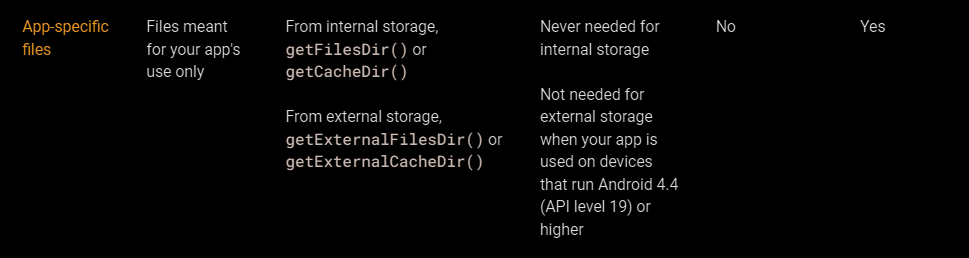 App-specific
files
Files meant
for your app's
use only
From internal storage,
getFilesDir() or
getCacheDir()
From external storage,
getExternalFilesDir() or
getExternalCacheDir()
Never needed for
internal storage
Not needed for
external storage
when your app is
used on devices
that run Android 4.4
(API level 19) or
higher
No
Yes